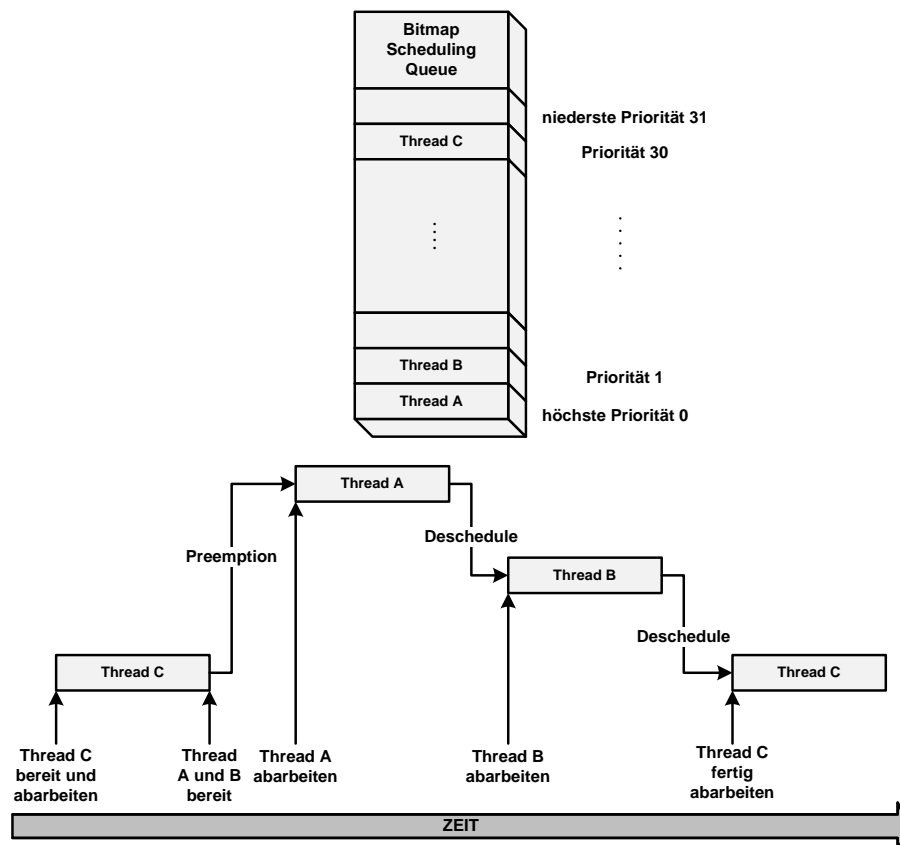 Bitmap
Scheduling
Queue
niederste Priorität 31
Thread C
Priorität 30
Thread B
Priorität 1
Thread A
höchste Priorität 0
Thread A
Deschedule
Preemption
Thread B
Deschedule
Thread C
Thread C
Thread C
bereit und
abarbeiten
Thread
A und B
bereit
Thread A
abarbeiten
Thread B
abarbeiten
Thread C
fertig
abarbeiten
ZEIT